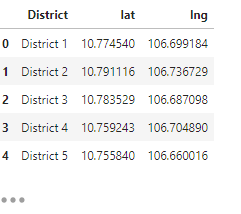 District lat lng
0 District 1 10.774540 106.699184
1 District 2 10.791116 106.736729
2 District 3 10.783529 106.687098
3 District 4 10.759243 106.704890
4 District 5 10.755840 106.660016